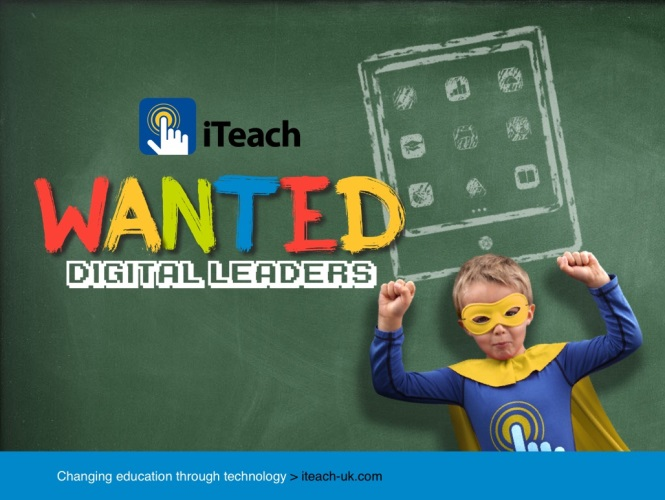 iTeach
WANTED
DIGITAL LEADERS
Changing education through technology > iteach-uk.com